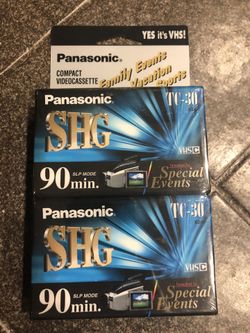 YES it's VHS!
Panasonic®
COMPACT
VIDEOCASSETTE
Family Events
Vacation
Sports
Panasonic TC-30
SHG
VHS C
90 min.
SLP MODE
Special
Events
Panasonic TC-30
SHG
VHS C
90 min.
SLP MODE
Special
Events